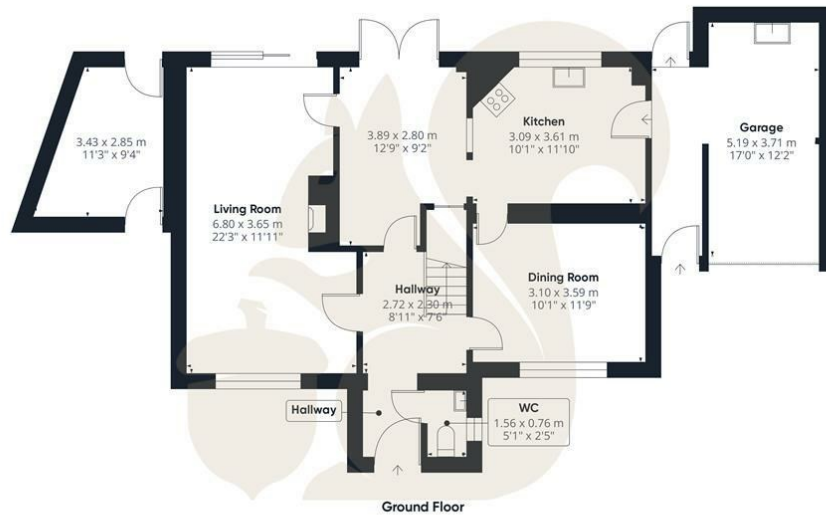 3.43 x 2.85 m
11'3" x 9'4"
Living Room
6.80 x 3.65 m
22'3" x 11'11"
3.89 x 2.80 m
12'9" x 9'2"
Kitchen
3.09 x 3.61 m
10'1" x 11'10"
Garage
5.19 x 3.71 m
17'0" x 12'2"
Hallway
2.72 x 2.30 m
8'11" x 7'6"
Dining Room
3.10 x 3.59 m
10'1" x 11'9"
Hallway
WC
1.56 x 0.76 m
5'1" x 2'5"
Ground Floor